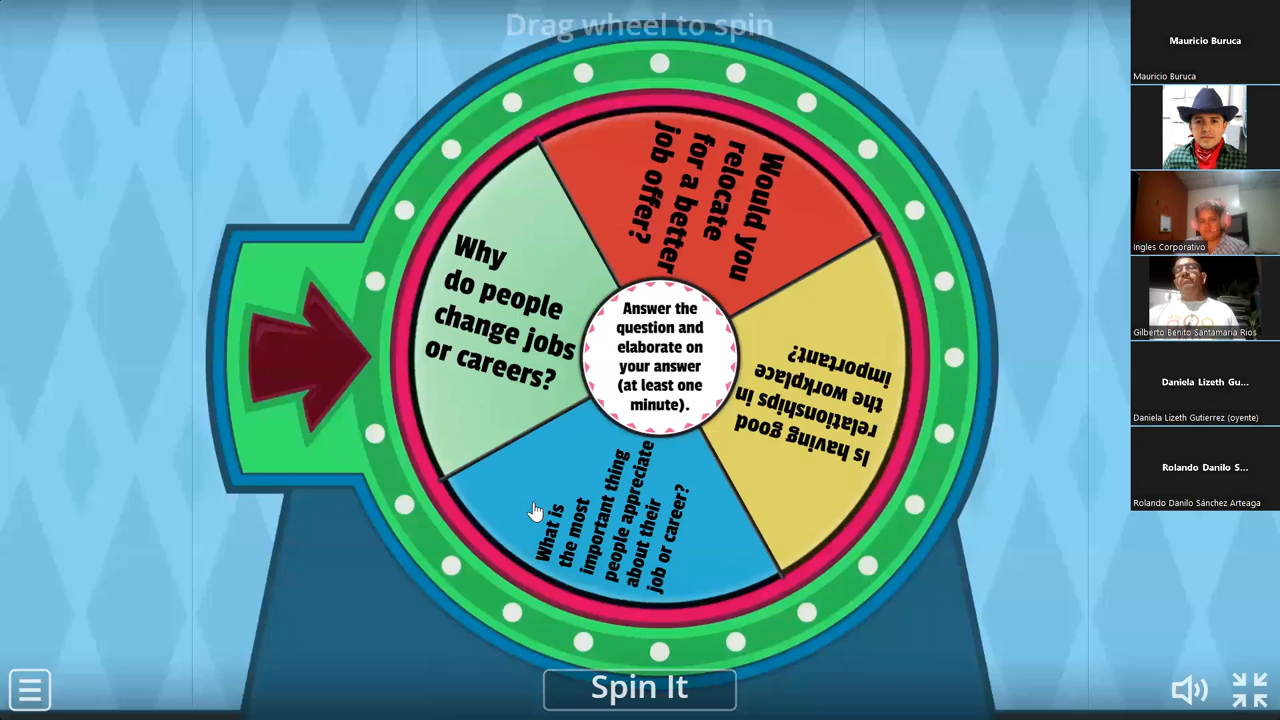 Drag wheel to spin
Why
do people
change jobs
or careers?
Would you
relocate
for a better
job offer?
Is having good
relationships in
the workplace
important?
What is
the most
important thing
people appreciate
about their
job or career?
Answer the
question and
elaborate on
your answer
(at least one
minute).
Spin It
Mauricio Buruca
Mauricio Buruca
Ingles Corporativo
Gilberto Benito Santamaria Rios
Daniela Lizeth Gu...
Daniela Lizeth Gutierrez (oyente)
Rolando Danilo S...
Rolando Danilo Sánchez Arteaga